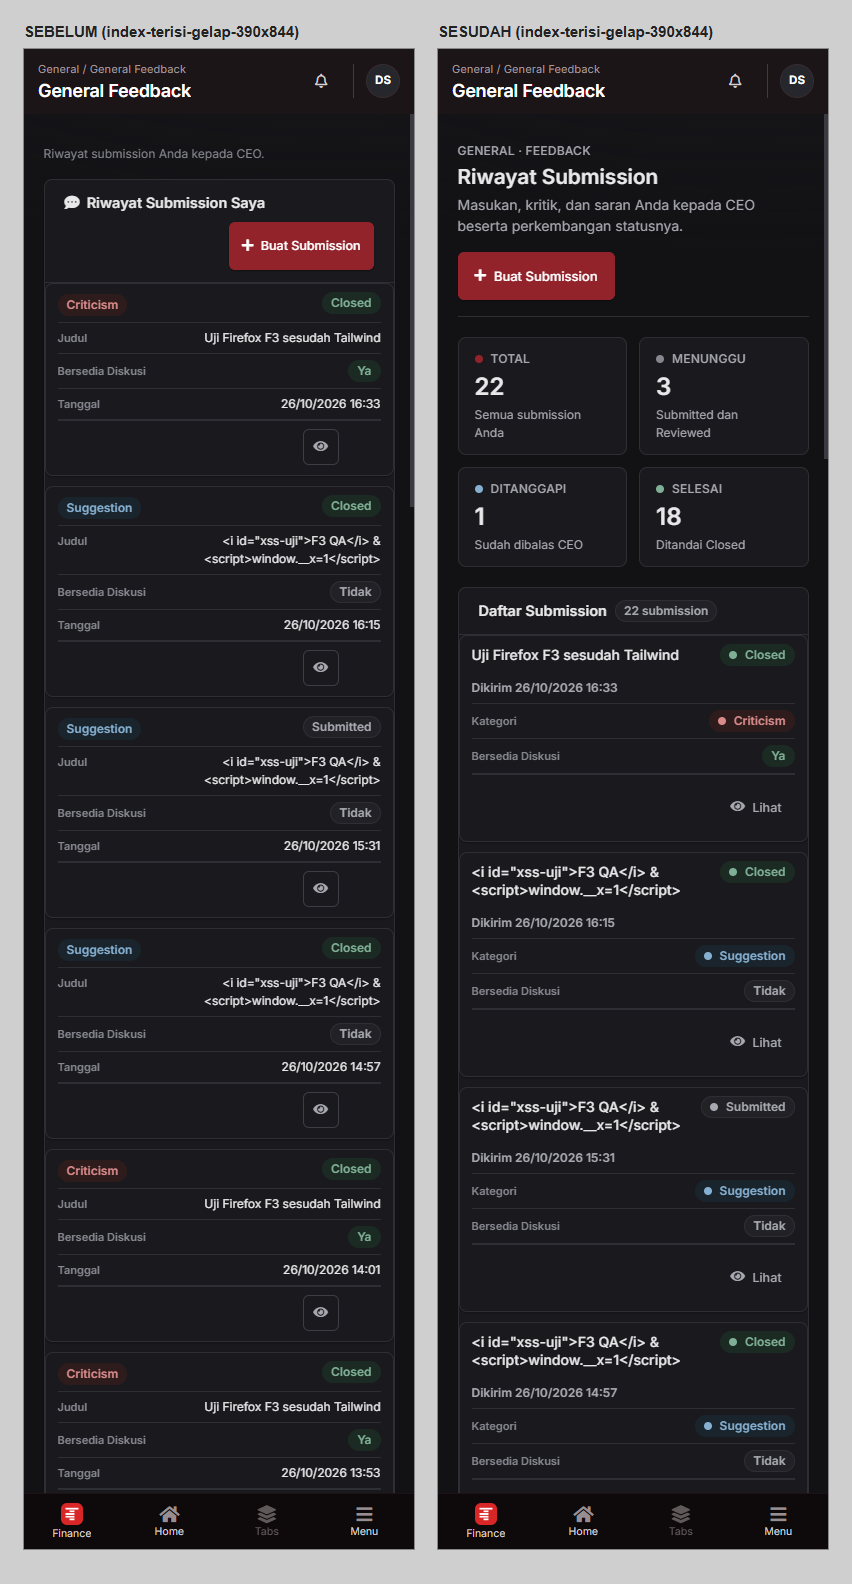 SEBELUM (index-terisi-gelap-390x844)
General / General Feedback
General Feedback
DS
Riwayat submission Anda kepada CEO.
Riwayat Submission Saya
Buat Submission
Criticism
Closed
Judul
Uji Firefox F3 sesudah Tailwind
Bersedia Diskusi
Ya
Tanggal
26/10/2026 16:33
Suggestion
Closed
Judul
<i id="xss-uji">F3 QA</i> &
<script>window.__x=1</script>
Bersedia Diskusi
Tidak
Tanggal
26/10/2026 16:15
Suggestion
Submitted
Judul
<i id="xss-uji">F3 QA</i> &
<script>window.__x=1</script>
Bersedia Diskusi
Tidak
Tanggal
26/10/2026 15:31
Suggestion
Closed
Judul
<i id="xss-uji">F3 QA</i> &
<script>window.__x=1</script>
Bersedia Diskusi
Tidak
Tanggal
26/10/2026 14:57
Criticism
Closed
Judul
Uji Firefox F3 sesudah Tailwind
Bersedia Diskusi
Ya
Tanggal
26/10/2026 14:01
Criticism
Closed
Judul
Uji Firefox F3 sesudah Tailwind
Bersedia Diskusi
Ya
Tanggal
26/10/2026 13:53
Finance
Home
Tabs
Menu
SESUDAH (index-terisi-gelap-390x844)
General / General Feedback
General Feedback
DS
GENERAL · FEEDBACK
Riwayat Submission
Masukan, kritik, dan saran Anda kepada CEO
beserta perkembangan statusnya.
Buat Submission
TOTAL
22
Semua submission
Anda
MENUNGGU
3
Submitted dan
Reviewed
DITANGGAPI
1
Sudah dibalas CEO
SELESAI
18
Ditandai Closed
Daftar Submission
22 submission
Uji Firefox F3 sesudah Tailwind
Closed
Dikirim 26/10/2026 16:33
Kategori
Criticism
Bersedia Diskusi
Ya
Lihat
<i id="xss-uji">F3 QA</i> &
<script>window.__x=1</script>
Closed
Dikirim 26/10/2026 16:15
Kategori
Suggestion
Bersedia Diskusi
Tidak
Lihat
<i id="xss-uji">F3 QA</i> &
<script>window.__x=1</script>
Submitted
Dikirim 26/10/2026 15:31
Kategori
Suggestion
Bersedia Diskusi
Tidak
Lihat
<i id="xss-uji">F3 QA</i> &
<script>window.__x=1</script>
Closed
Dikirim 26/10/2026 14:57
Kategori
Suggestion
Bersedia Diskusi
Tidak
Finance
Home
Tabs
Menu